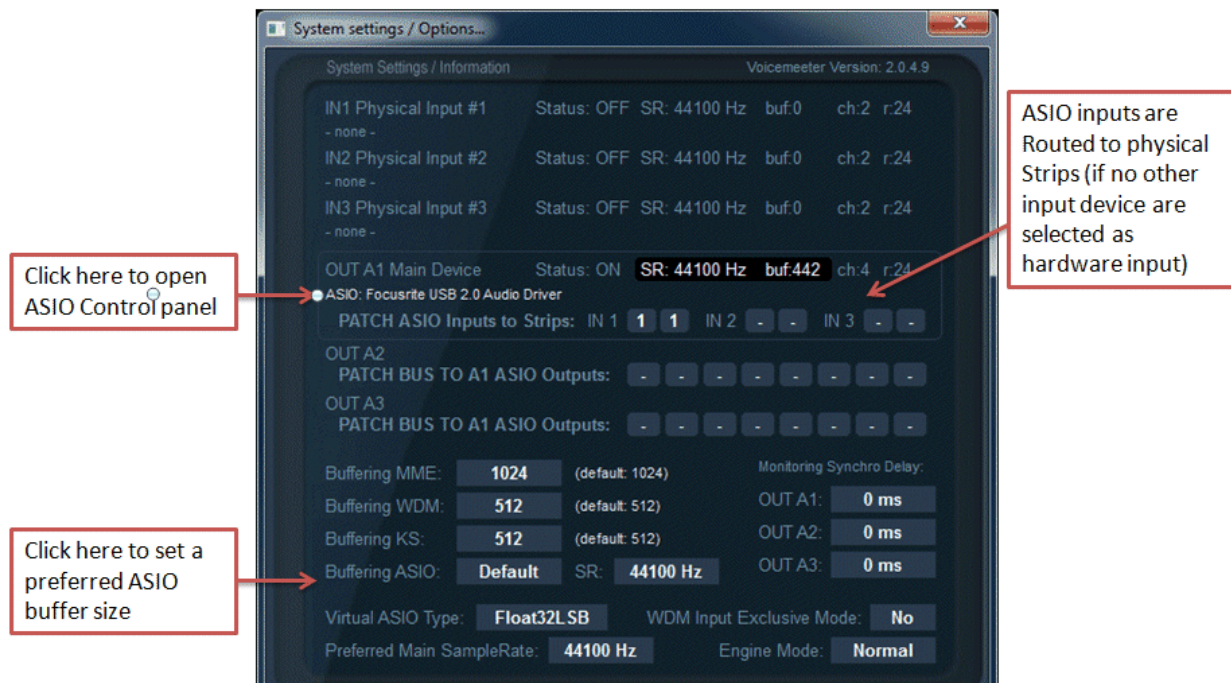 System settings / Options...
x
System Settings / Information Voicemeeter Version: 2.0.4.9
IN1 Physical Input #1 Status: OFF SR: 44100 Hz buf:0 ch:2 r:24
- none -
IN2 Physical Input #2 Status: OFF SR: 44100 Hz buf:0 ch:2 r:24
- none -
IN3 Physical Input #3 Status: OFF SR: 44100 Hz buf:0 ch:2 r:24
- none -
OUT A1 Main Device Status: ON SR: 44100 Hz buf:442 ch:4 r:24
ASIO: Focusrite USB 2.0 Audio Driver
PATCH ASIO Inputs to Strips: IN 1 1 1 IN 2 - - IN 3 - -
OUT A2
PATCH BUS TO A1 ASIO Outputs: - - - - - - - -
OUT A3
PATCH BUS TO A1 ASIO Outputs: - - - - - - - -
Buffering MME: 1024 (default: 1024) Monitoring Synchro Delay:
Buffering WDM: 512 (default: 512) OUT A1: 0 ms
Buffering KS: 512 (default: 512) OUT A2: 0 ms
Buffering ASIO: Default SR: 44100 Hz OUT A3: 0 ms
Virtual ASIO Type: Float32LSB WDM Input Exclusive Mode: No
Preferred Main SampleRate: 44100 Hz Engine Mode: Normal
Click here to open
ASIO Control panel
Click here to set a
preferred ASIO
buffer size
ASIO inputs are
Routed to physical
Strips (if no other
input device are
selected as
hardware input)